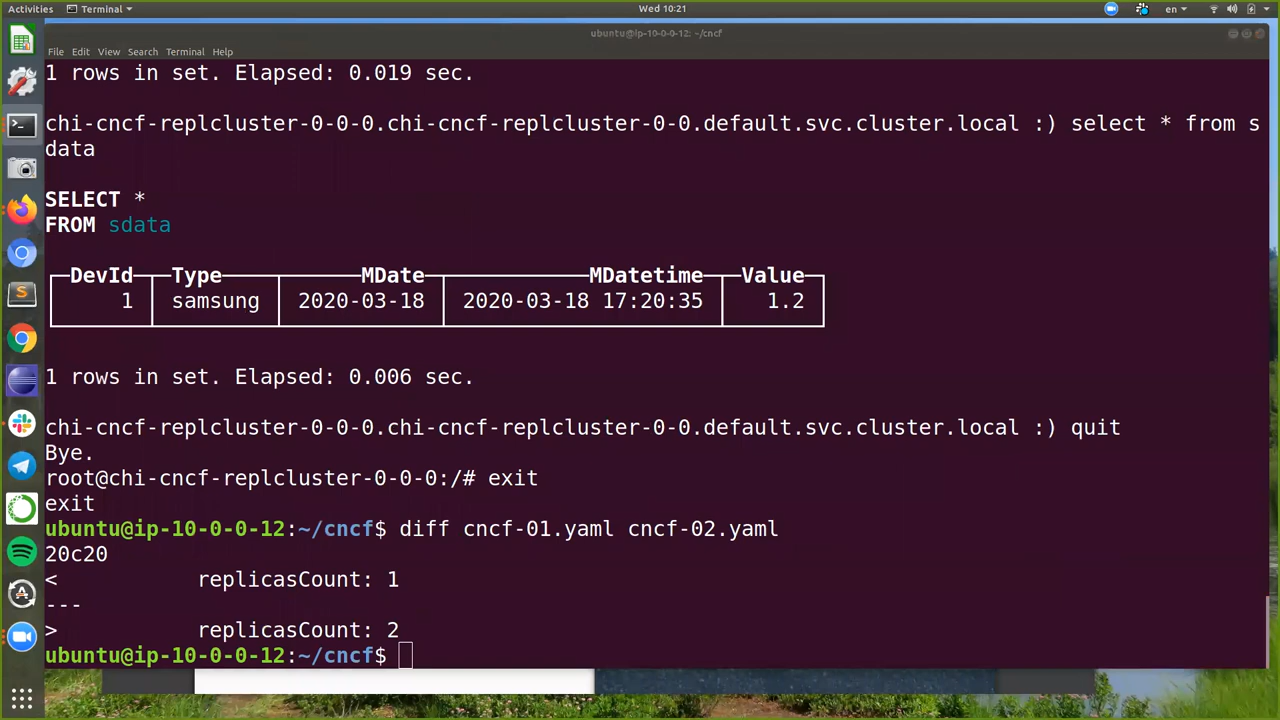 Activities Terminal Wed 10:21 en
ubuntu@ip-10-0-0-12: ~/cncf
File Edit View Search Terminal Help
1 rows in set. Elapsed: 0.019 sec.
chi-cncf-replcluster-0-0-0.chi-cncf-replcluster-0-0.default.svc.cluster.local :) select * from s
data
SELECT *
FROM sdata
DevId Type MDate MDatetime Value
1 samsung 2020-03-18 2020-03-18 17:20:35 1.2
1 rows in set. Elapsed: 0.006 sec.
chi-cncf-replcluster-0-0-0.chi-cncf-replcluster-0-0.default.svc.cluster.local :) quit
Bye.
root@chi-cncf-replcluster-0-0-0:/# exit
exit
ubuntu@ip-10-0-0-12:~/cncf$ diff cncf-01.yaml cncf-02.yaml
20c20
< replicasCount: 1
---
> replicasCount: 2
ubuntu@ip-10-0-0-12:~/cncf$